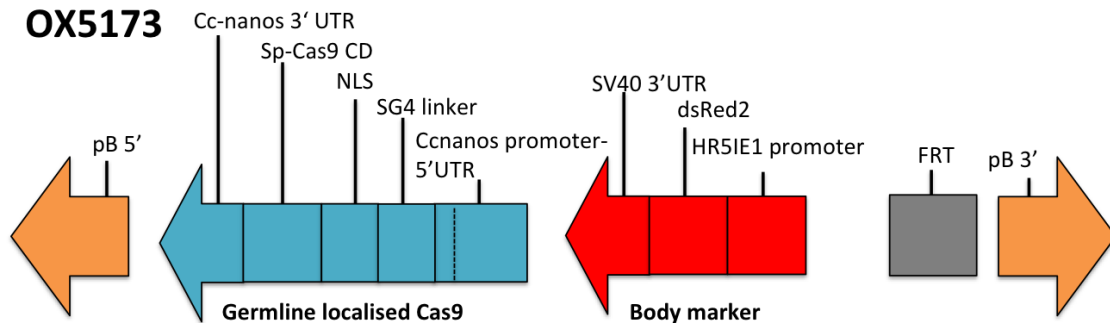 OX5173
Cc-nanos 3‘ UTR
Sp-Cas9 CD
NLS
SG4 linker
Ccnanos promoter-
5’UTR
pB 5’
SV40 3’UTR
dsRed2
HR5IE1 promoter
FRT
pB 3’
Germline localised Cas9
Body marker